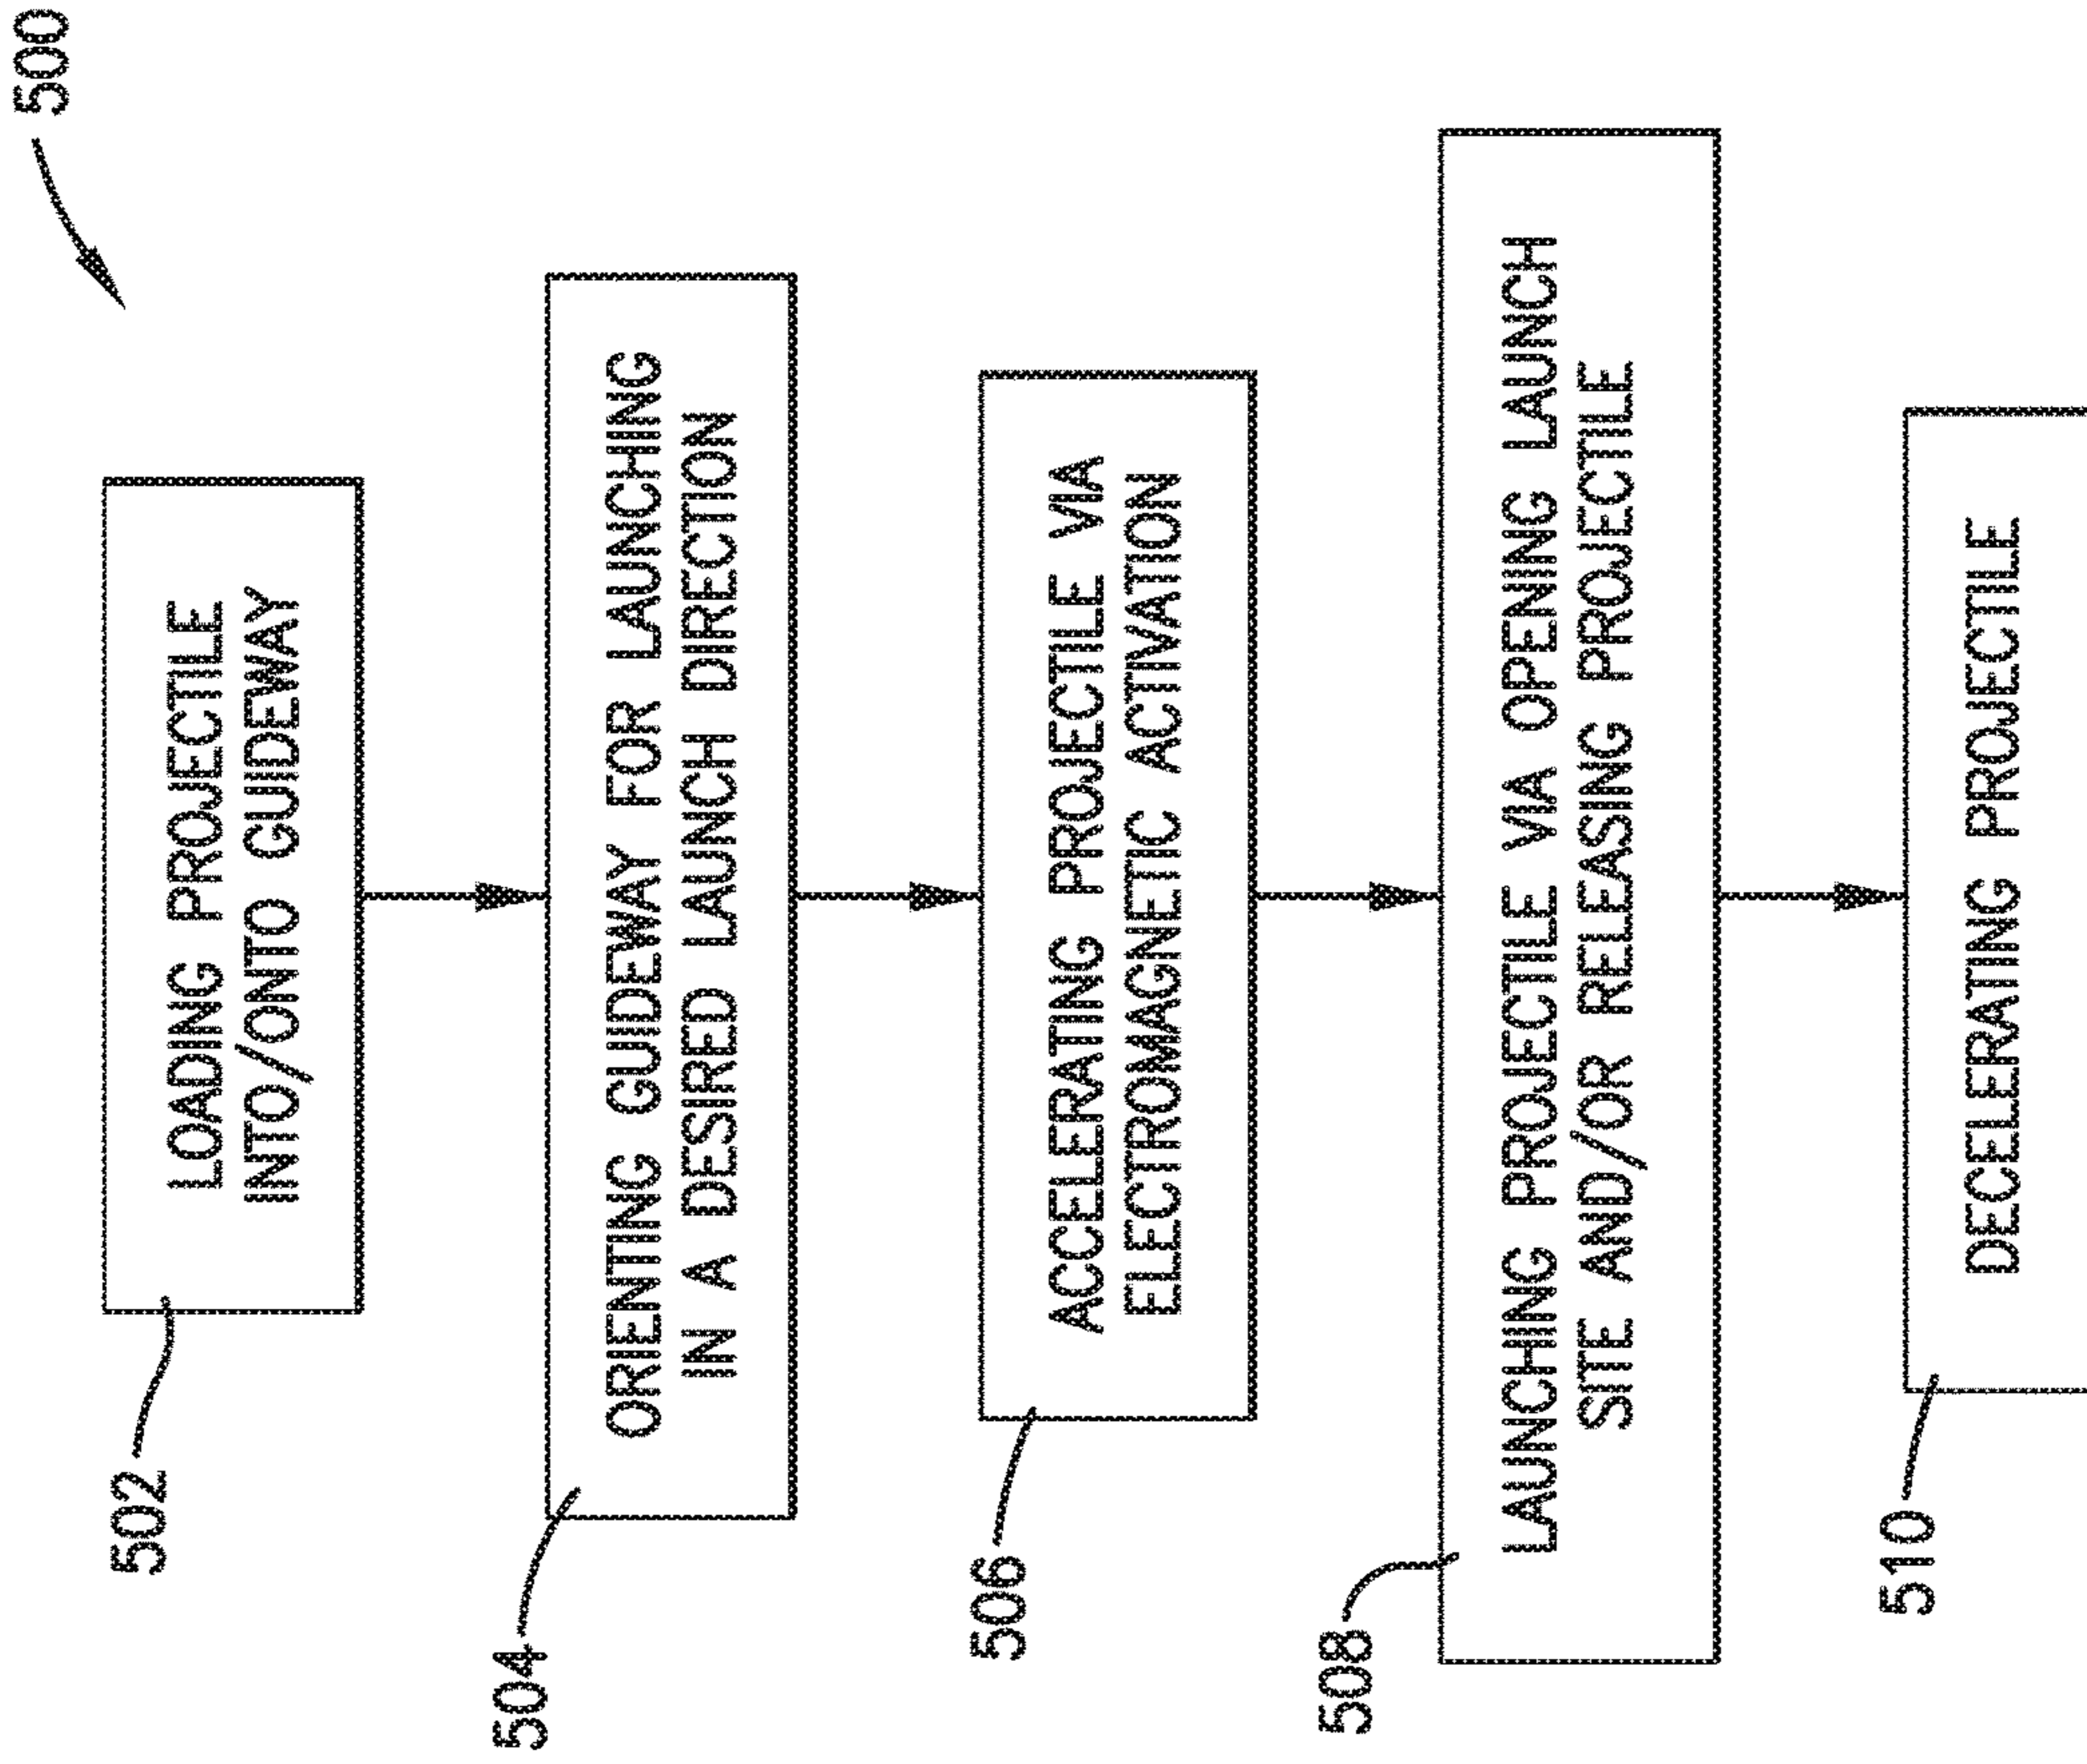 500
502
LOADING PROJECTILE
INTO/ONTO GUIDEWAY
504
ORIENTING GUIDEWAY FOR LAUNCHING
IN A DESIRED LAUNCH DIRECTION
506
ACCELERATING PROJECTILE VIA
ELECTROMAGNETIC ACTIVATION
508
LAUNCHING PROJECTILE VIA OPENING LAUNCH
SITE AND/OR RELEASING PROJECTILE
510
DECELERATING PROJECTILE